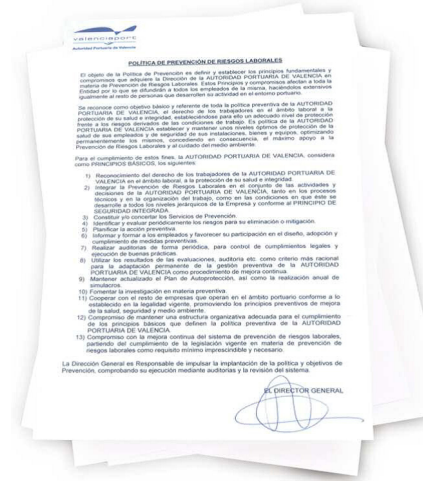 valenciaport
Autoridad Portuaria de Valencia
POLÍTICA DE PREVENCIÓN DE RIESGOS LABORALES
El objeto de la Política de Prevención es definir y establecer los principios fundamentales y
compromisos que adquiere la Dirección de la AUTORIDAD PORTUARIA DE VALENCIA en
materia de Prevención de Riesgos Laborales. Estos Principios y compromisos afectan a toda la
Entidad por lo que se difundirán a todos los empleados de la misma, haciéndolos extensivos
igualmente al resto de personas que desarrollen su actividad en el entorno portuario.
Se reconoce como objetivo básico y referente de toda la política preventiva de la AUTORIDAD
PORTUARIA DE VALENCIA, el derecho de los trabajadores en el ámbito laboral a la
protección de su salud e integridad, estableciéndose para ello un adecuado nivel de protección
frente a los riesgos derivados de las condiciones de trabajo. Es política de la AUTORIDAD
PORTUARIA DE VALENCIA establecer y mantener unos niveles óptimos de protección de la
salud de sus empleados y de seguridad de sus instalaciones, bienes y equipos, optimizando
permanentemente los mismos, concediendo en consecuencia, el máximo apoyo a la
Prevención de Riesgos Laborales y al cuidado del medio ambiente.
Para el cumplimiento de estos fines, la AUTORIDAD PORTUARIA DE VALENCIA, considera
como PRINCIPIOS BÁSICOS, los siguientes:
1) Reconocimiento del derecho de los trabajadores de la AUTORIDAD PORTUARIA DE
VALENCIA en el ámbito laboral, a la protección de su salud e integridad.
2) Integrar la Prevención de Riesgos Laborales en el conjunto de las actividades y
decisiones de la AUTORIDAD PORTUARIA DE VALENCIA, tanto en los procesos
técnicos y en la organización del trabajo, como en las condiciones en que éste se
desarrolle a todos los niveles jerárquicos de la Empresa y conforme al PRINCIPIO DE
SEGURIDAD INTEGRADA.
3) Constituir y/o concertar los Servicios de Prevención.
4) Identificar y evaluar periódicamente los riesgos para su eliminación o mitigación.
5) Planificar la acción preventiva.
6) Informar y formar a los empleados y favorecer su participación en el diseño, adopción y
cumplimiento de medidas preventivas.
7) Realizar auditorias de forma periódica, para control de cumplimientos legales y
ejecución de buenas prácticas.
8) Utilizar los resultados de las evaluaciones, auditoria etc. como criterio más racional
para la adaptación permanente de la gestión preventiva de la AUTORIDAD
PORTUARIA DE VALENCIA como procedimiento de mejora continua.
9) Mantener actualizado el Plan de Autoprotección, así como la realización anual de
simulacros.
10) Fomentar la investigación en materia preventiva.
11) Cooperar con el resto de empresas que operan en el ámbito portuario conforme a lo
establecido en la legalidad vigente, promoviendo los principios preventivos de mejora
de la salud, seguridad y medio ambiente.
12) Compromiso de mantener una estructura organizativa adecuada para el cumplimiento
de los principios básicos que definen la política preventiva de la AUTORIDAD
PORTUARIA DE VALENCIA.
13) Compromiso con la mejora continua del sistema de prevención de riesgos laborales,
partiendo del cumplimiento de la legislación vigente en materia de prevención de
riesgos laborales como requisito mínimo imprescindible y necesario.
La Dirección General es Responsable de impulsar la implantación de la política y objetivos de
Prevención, comprobando su ejecución mediante auditorias y la revisión del sistema.
EL DIRECTOR GENERAL